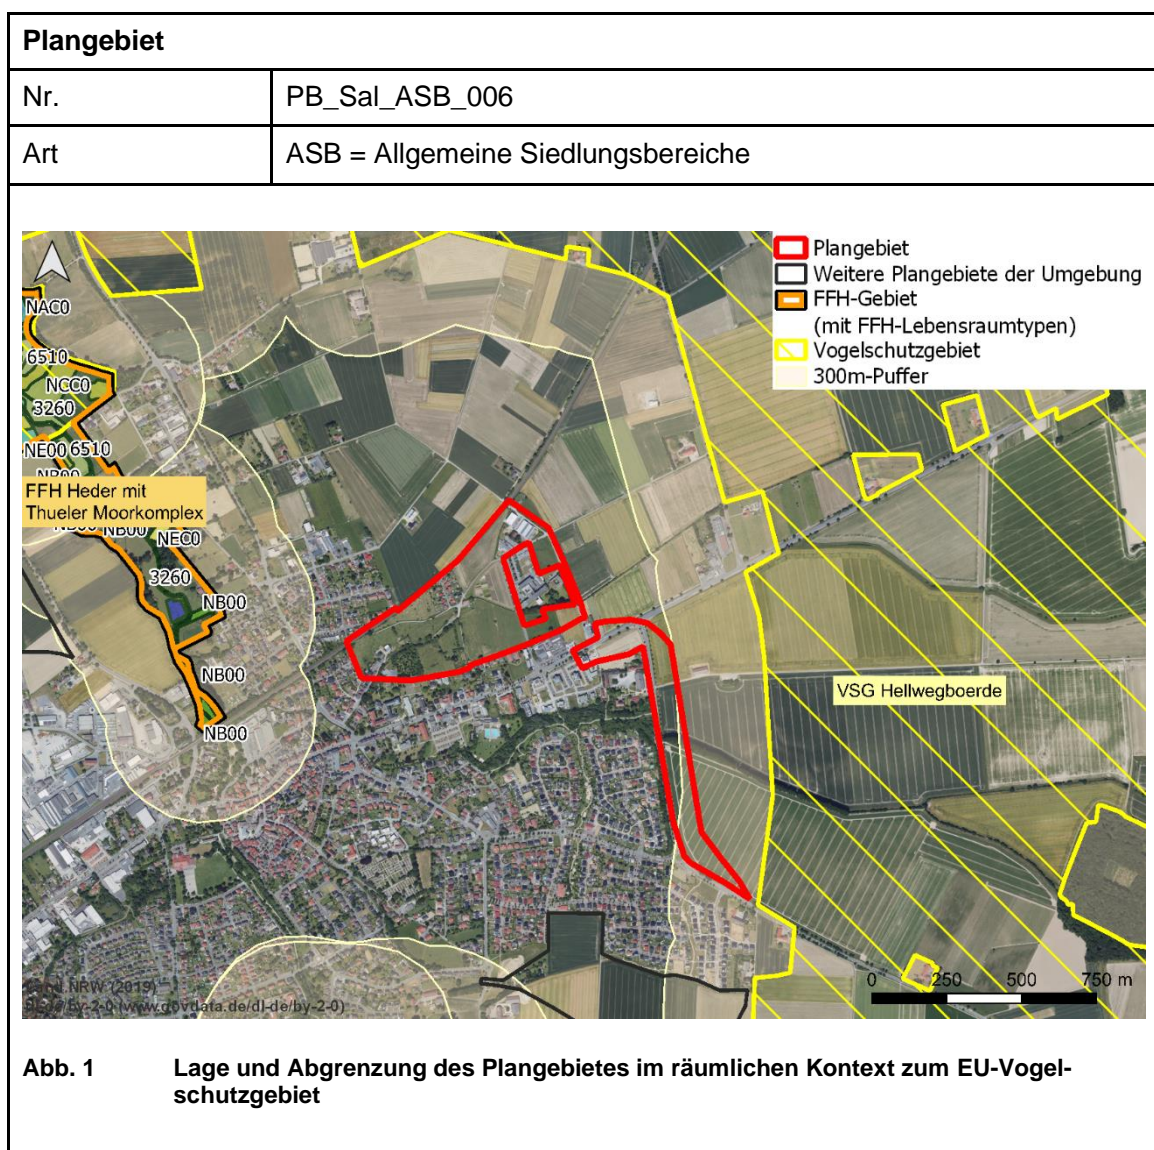 Plangebiet
Nr.
PB_Sal_ASB_006
Art
ASB = Allgemeine Siedlungsbereiche
Plangebiet
Weitere Plangebiete der Umgebung
FFH-Gebiet
(mit FFH-Lebensraumtypen)
Vogelschutzgebiet
300m-Puffer
NAC0
6510
NCC0
3260
NE00 6510
FFH Heder mit
Thueler Moorkomplex
NB00
NEC0
3260
NB00
NB00
NB00
VSG Hellwegboerde
0 250 500 750 m
NRW (2019)
(www.govdata.de/dl-de/by-2-0)
Abb. 1 Lage und Abgrenzung des Plangebietes im räumlichen Kontext zum EU-Vogel-
schutzgebiet